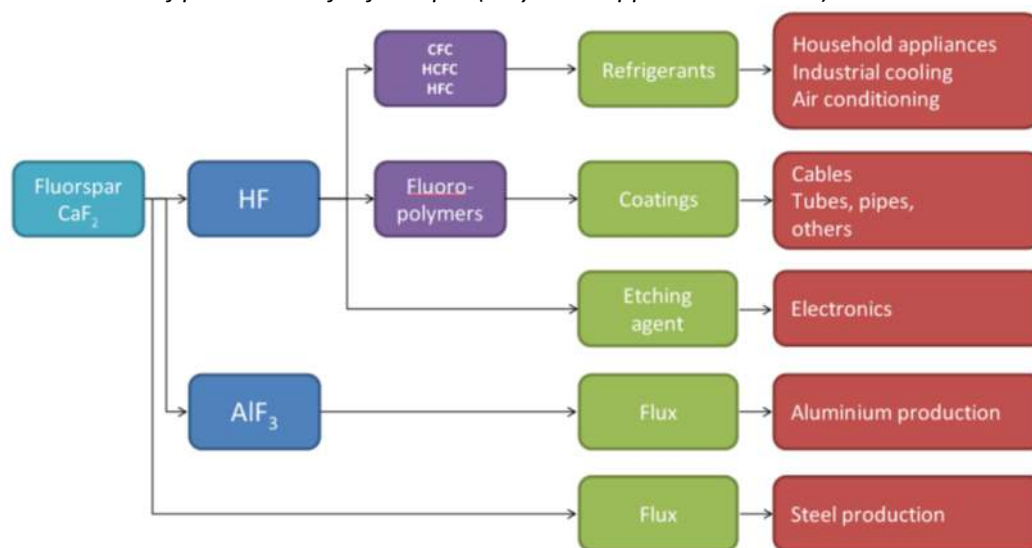 CFC
HCFC
HFC
Refrigerants
Household appliances
Industrial cooling
Air conditioning
Fluorspar
CaF₂
HF
Fluoro-
polymers
Coatings
Cables
Tubes, pipes,
others
Etching
agent
Electronics
AlF₃
Flux
Aluminium production
Flux
Steel production